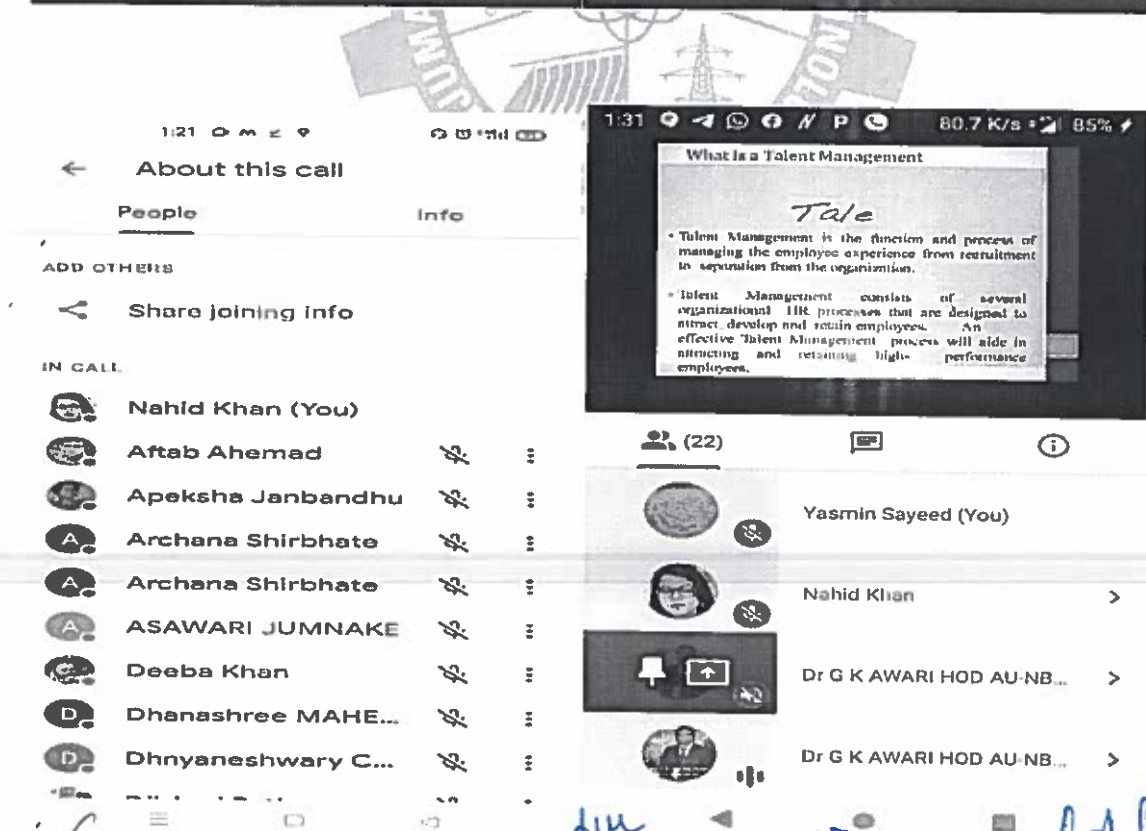 1:21
About this call
People Info
ADD OTHERS
Share joining info
IN CALL
Nahid Khan (You)
Aftab Ahemad
Apeksha Janbandhu
Archana Shirbhate
Archana Shirbhate
ASAWARI JUMNAKE
Deeba Khan
Dhanashree MAHE...
Dhnyaneshwary C...
1:31 80.7 K/s 85%
What is a Talent Management
Tale
• Talent Management is the function and process of
managing the employee experience from recruitment
to separation from the organization.
• Talent Management consists of several
organizational HR processes that are designed to
attract, develop and retain employees. An
effective Talent Management process will aide in
attracting and retaining high- performance
employees.
(22)
Yasmin Sayeed (You)
Nahid Khan
Dr G K AWARI HOD AU-NB...
Dr G K AWARI HOD AU-NB...